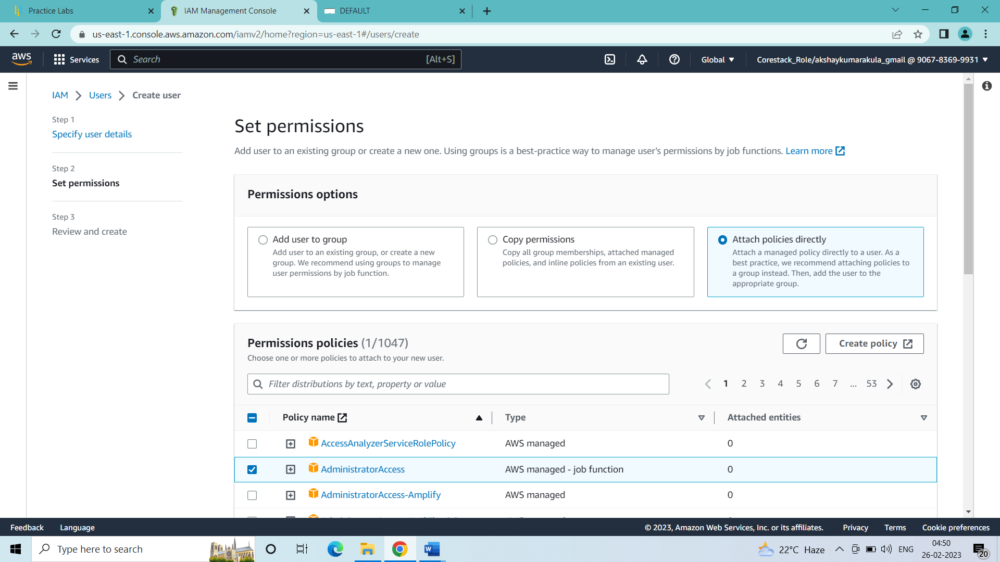 Practice Labs
IAM Management Console
DEFAULT
us-east-1.console.aws.amazon.com/iamv2/home?region=us-east-1#/users/create
aws
Services
Search
[Alt+S]
Global
Corestack_Role/akshaykumarakula_gmail @ 9067-8369-9931
IAM
Users
Create user
Step 1
Specify user details
Step 2
Set permissions
Step 3
Review and create
Set permissions
Add user to an existing group or create a new one. Using groups is a best-practice way to manage user's permissions by job functions. Learn more
Permissions options
Add user to group
Add user to an existing group, or create a new
group. We recommend using groups to manage
user permissions by job function.
Copy permissions
Copy all group memberships, attached managed
policies, and inline policies from an existing user.
Attach policies directly
Attach a managed policy directly to a user. As a
best practice, we recommend attaching policies to
a group instead. Then, add the user to the
appropriate group.
Permissions policies (1/1047)
Choose one or more policies to attach to your new user.
Create policy
Filter distributions by text, property or value
1 2 3 4 5 6 7 ... 53
Policy name Type Attached entities
AccessAnalyzerServiceRolePolicy AWS managed 0
AdministratorAccess AWS managed - job function 0
AdministratorAccess-Amplify AWS managed 0
Feedback Language
© 2023, Amazon Web Services, Inc. or its affiliates. Privacy Terms Cookie preferences
Type here to search
22°C Haze
ENG
04:50
26-02-2023
20